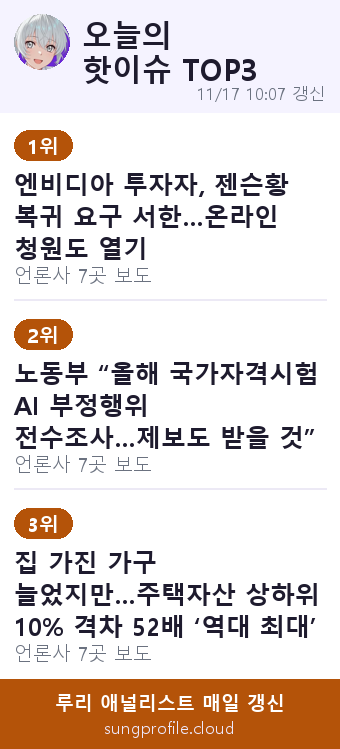 오늘의
핫이슈 TOP3
11/17 10:07 갱신
1위
엔비디아 투자자, 젠슨황
복귀 요구 서한…온라인
청원도 열기
언론사 7곳 보도
2위
노동부 “올해 국가자격시험
AI 부정행위
전수조사…제보도 받을 것”
언론사 7곳 보도
3위
집 가진 가구
늘었지만…주택자산 상하위
10% 격차 52배 ‘역대 최대’
언론사 7곳 보도
루리 애널리스트 매일 갱신
sungprofile.cloud